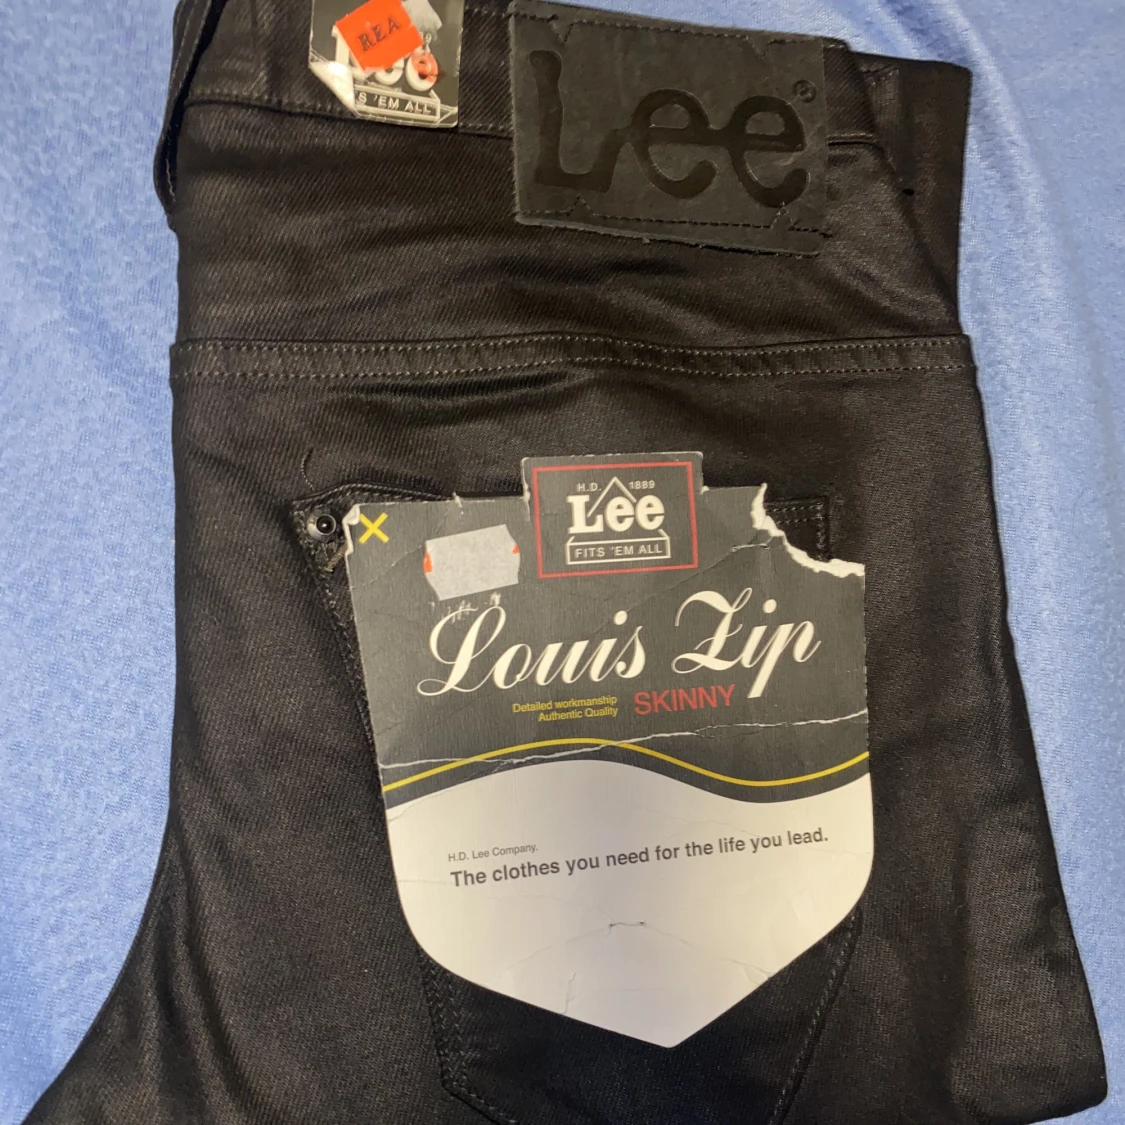 REA
Lee
'EM ALL
Lee®
H.D. 1889
Lee
FITS 'EM ALL
Louis Zip
Detailed workmanship
Authentic Quality
SKINNY
H.D. Lee Company.
The clothes you need for the life you lead.